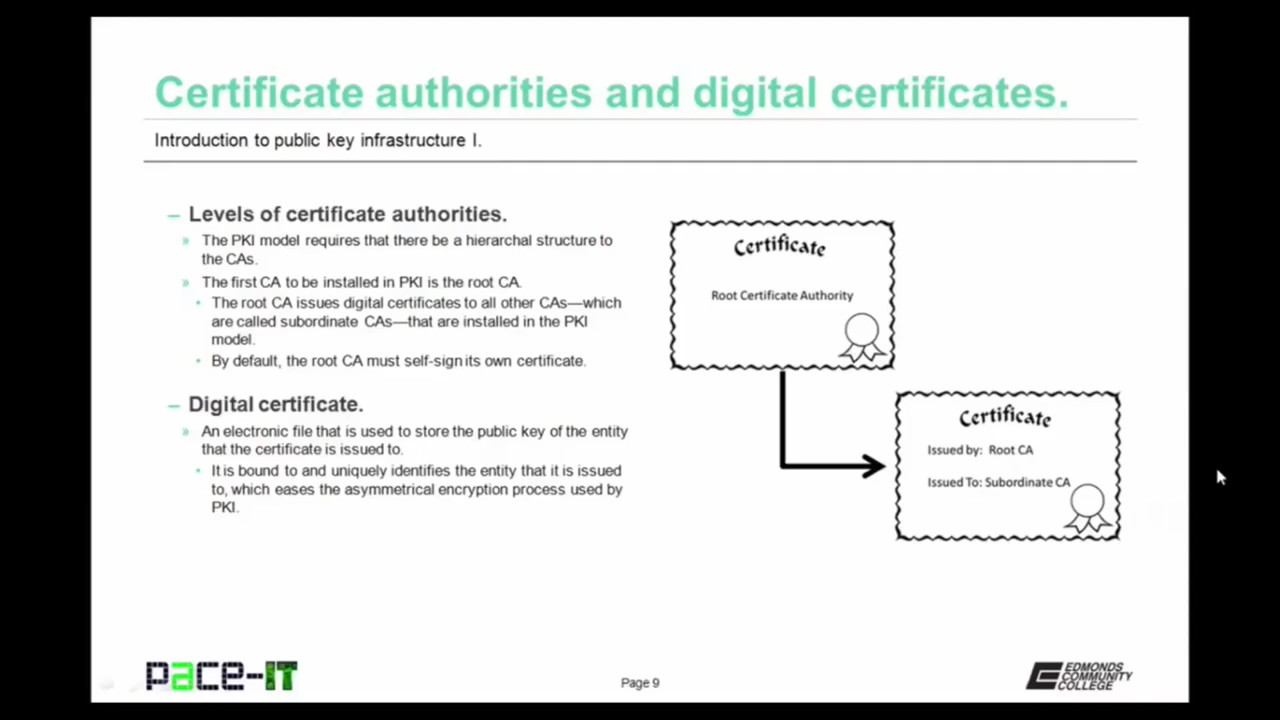 Certificate authorities and digital certificates.
Introduction to public key infrastructure I.
– Levels of certificate authorities.
» The PKI model requires that there be a hierarchal structure to
the CAs.
» The first CA to be installed in PKI is the root CA.
• The root CA issues digital certificates to all other CAs—which
are called subordinate CAs—that are installed in the PKI
model.
• By default, the root CA must self-sign its own certificate.
– Digital certificate.
» An electronic file that is used to store the public key of the entity
that the certificate is issued to.
• It is bound to and uniquely identifies the entity that it is issued
to, which eases the asymmetrical encryption process used by
PKI.
Certificate
Root Certificate Authority
Certificate
Issued by: Root CA
Issued To: Subordinate CA
pace-IT
Page 9
EDMONDS
COMMUNITY
COLLEGE